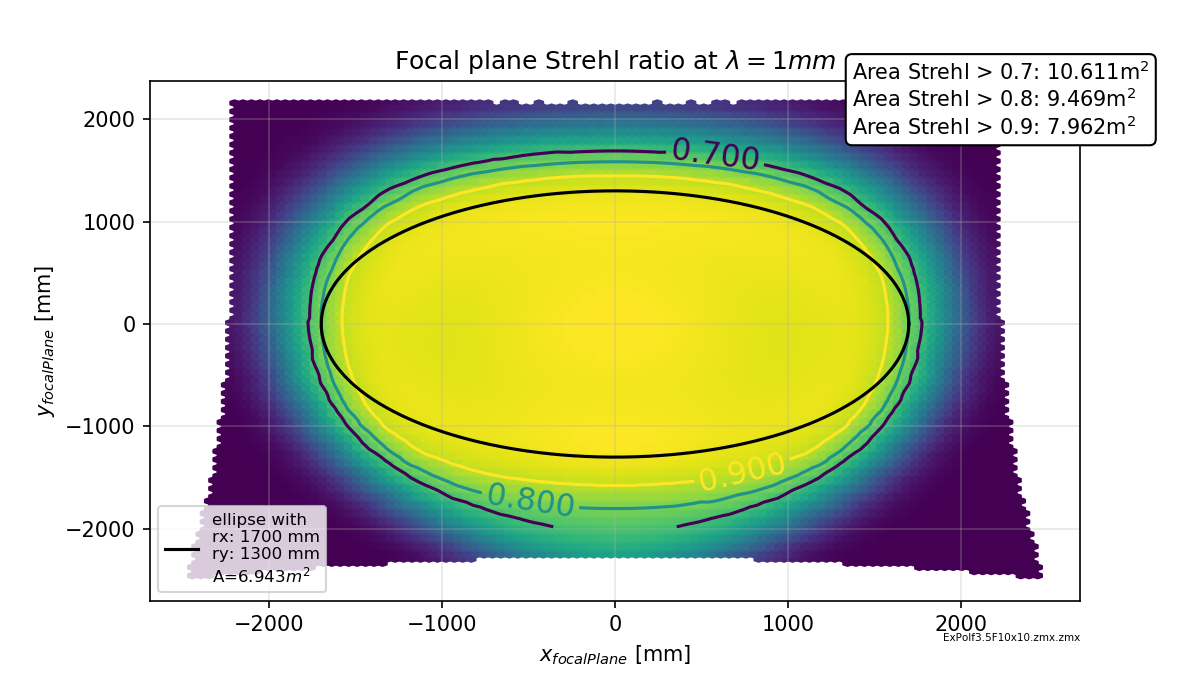 Focal plane Strehl ratio at λ = 1mm
Area Strehl > 0.7: 10.611m²
Area Strehl > 0.8: 9.469m²
Area Strehl > 0.9: 7.962m²
y_focalPlane [mm]
2000
1000
0
−1000
−2000
0.700
0.900
0.800
ellipse with
rx: 1700 mm
ry: 1300 mm
A=6.943m²
−2000 −1000 0 1000 2000
ExPolf3.5F10x10.zmx.zmx
x_focalPlane [mm]